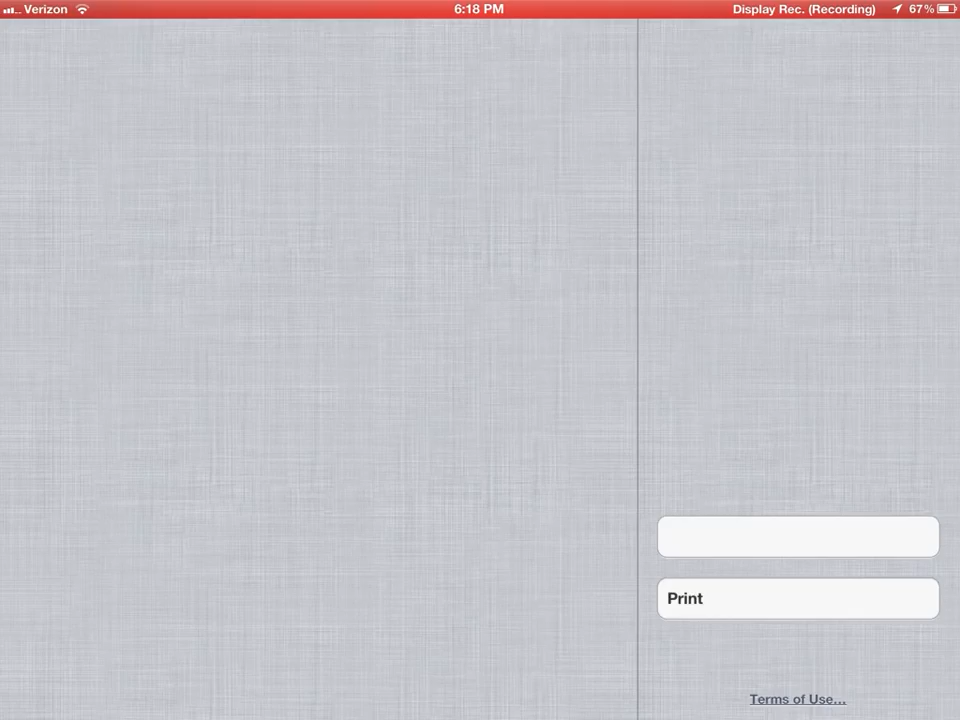 Verizon 6:18 PM Display Rec. (Recording) 67%
Print
Terms of Use...